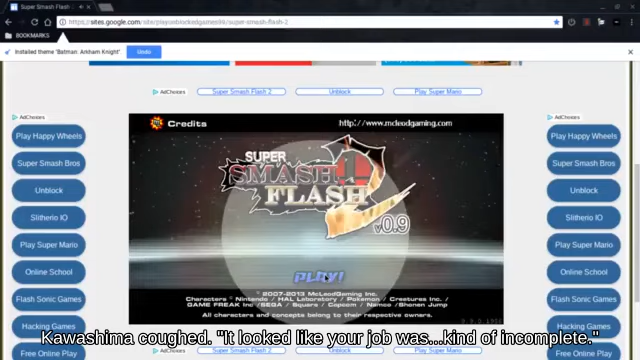 Super Smash Flash
https://sites.google.com/site/playonblockedgames99/super-smash-flash-2
BOOKMARKS
Installed theme "Batman: Arkham Knight"
Undo
AdChoices
Super Smash Flash 2
Unblock
Play Super Mario
AdChoices
Play Happy Wheels
Super Smash Bros
Unblock
Slitherio IO
Play Super Mario
Online School
Flash Sonic Games
Hacking Games
Free Online Play
Credits
http://www.mcleodgaming.com
SUPER
SMASH
FLASH
2
v0.9
PLAY!
© 2007-2013 McLeodGaming Inc.
Characters © Nintendo / HAL Laboratory / Pokemon / Creatures Inc. /
GAME FREAK Inc /SEGA / Square / Capcom / Namco /Shonen Jump
All characters and concepts belong to their respective owners.
AdChoices
Play Happy Wheels
Super Smash Bros
Unblock
Slitherio IO
Play Super Mario
Online School
Flash Sonic Games
Hacking Games
Free Online Play
Kawashima coughed. "It looked like your job was...kind of incomplete."